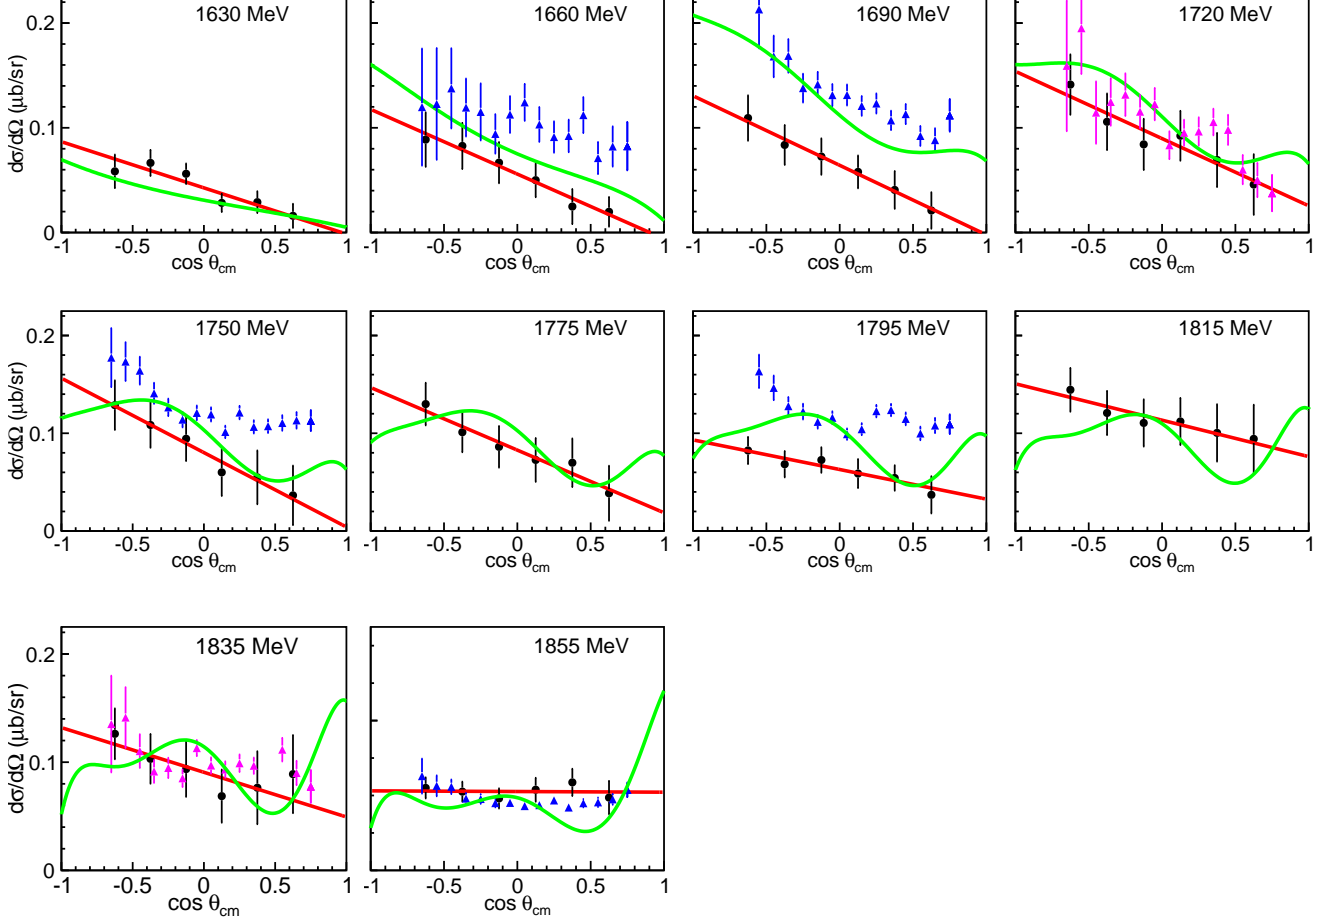 1630 MeV
1660 MeV
1690 MeV
1720 MeV
dσ/dΩ (μb/sr)
0.2
0.1
0
-1 -0.5 0 0.5 1
-1 -0.5 0 0.5 1
-1 -0.5 0 0.5 1
-1 -0.5 0 0.5 1
cos θcm
cos θcm
cos θcm
cos θcm
1750 MeV
1775 MeV
1795 MeV
1815 MeV
dσ/dΩ (μb/sr)
0.2
0.1
0
-1 -0.5 0 0.5 1
-1 -0.5 0 0.5 1
-1 -0.5 0 0.5 1
-1 -0.5 0 0.5 1
cos θcm
cos θcm
cos θcm
cos θcm
1835 MeV
1855 MeV
dσ/dΩ (μb/sr)
0.2
0.1
0
-1 -0.5 0 0.5 1
-1 -0.5 0 0.5 1
cos θcm
cos θcm